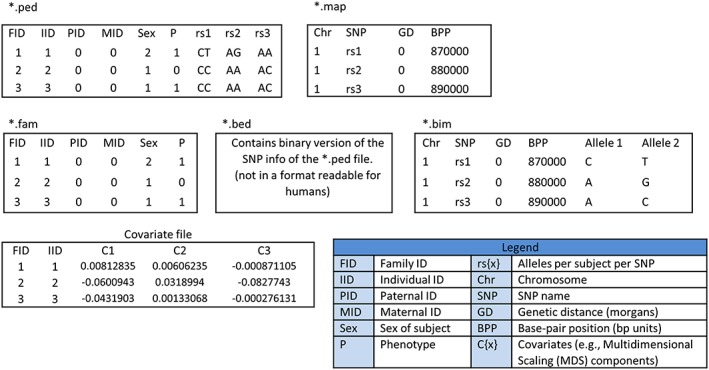 *.ped
FID IID PID MID Sex P rs1 rs2 rs3
1 1 0 0 2 1 CT AG AA
2 2 0 0 1 0 CC AA AC
3 3 0 0 1 1 CC AA AC
*.map
Chr SNP GD BPP
1 rs1 0 870000
1 rs2 0 880000
1 rs3 0 890000
*.fam
FID IID PID MID Sex P
1 1 0 0 2 1
2 2 0 0 1 0
3 3 0 0 1 1
*.bed
Contains binary version of the
SNP info of the *.ped file.
(not in a format readable for
humans)
*.bim
Chr SNP GD BPP Allele 1 Allele 2
1 rs1 0 870000 C T
1 rs2 0 880000 A G
1 rs3 0 890000 A C
Covariate file
FID IID C1 C2 C3
1 1 0.00812835 0.00606235 -0.000871105
2 2 -0.0600943 0.0318994 -0.0827743
3 3 -0.0431903 0.00133068 -0.000276131
Legend
FID Family ID rs{x} Alleles per subject per SNP
IID Individual ID Chr Chromosome
PID Paternal ID SNP SNP name
MID Maternal ID GD Genetic distance (morgans)
Sex Sex of subject BPP Base-pair position (bp units)
P Phenotype C{x} Covariates (e.g., Multidimensional
Scaling (MDS) components)